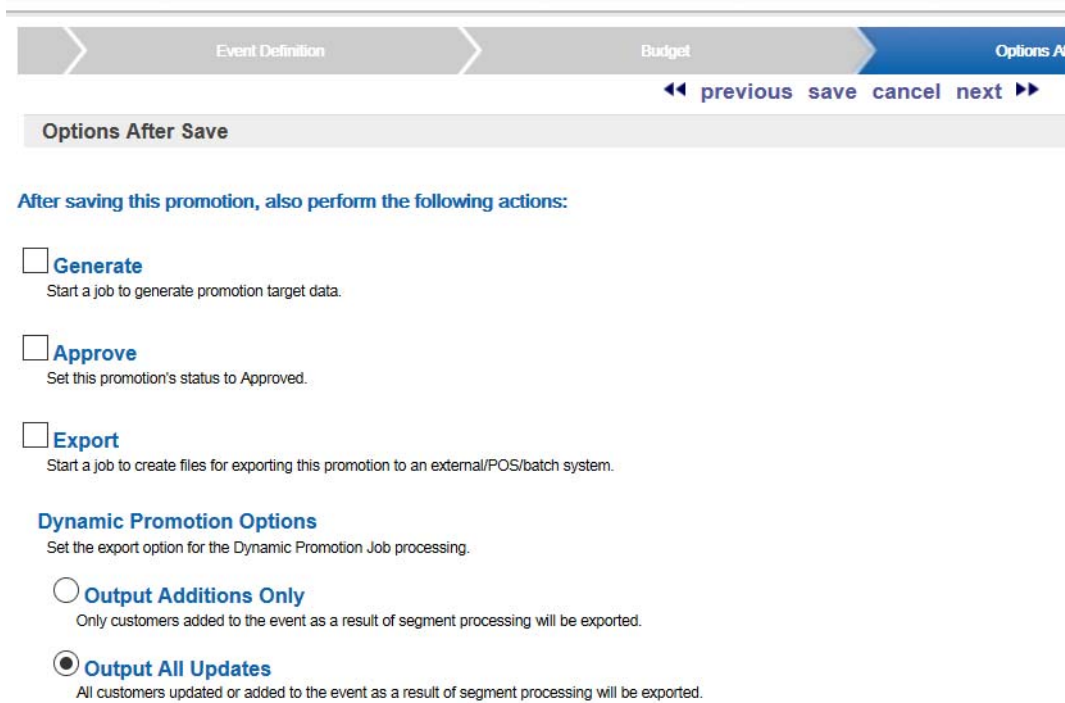 Event Definition
Budget
Options
previous save cancel next
Options After Save
After saving this promotion, also perform the following actions:
Generate
Start a job to generate promotion target data.
Approve
Set this promotion's status to Approved.
Export
Start a job to create files for exporting this promotion to an external/POS/batch system.
Dynamic Promotion Options
Set the export option for the Dynamic Promotion Job processing.
Output Additions Only
Only customers added to the event as a result of segment processing will be exported.
Output All Updates
All customers updated or added to the event as a result of segment processing will be exported.